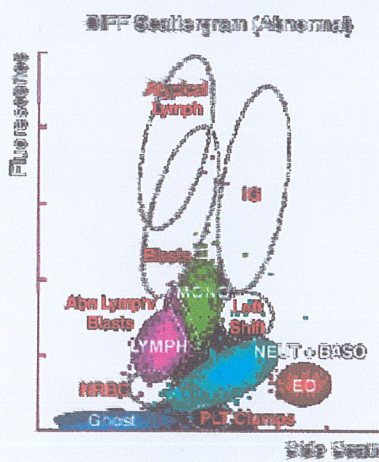 DIFF Scattergram (Abnormal)
Fluorescence
Atypical
Lymph
IG
Blasts
MONO
Abn Lymph/
Blasts
Left
Shift
LYMPH
NEUT + BASO
NRBC
EO
Ghost
PLT Clumps
Side